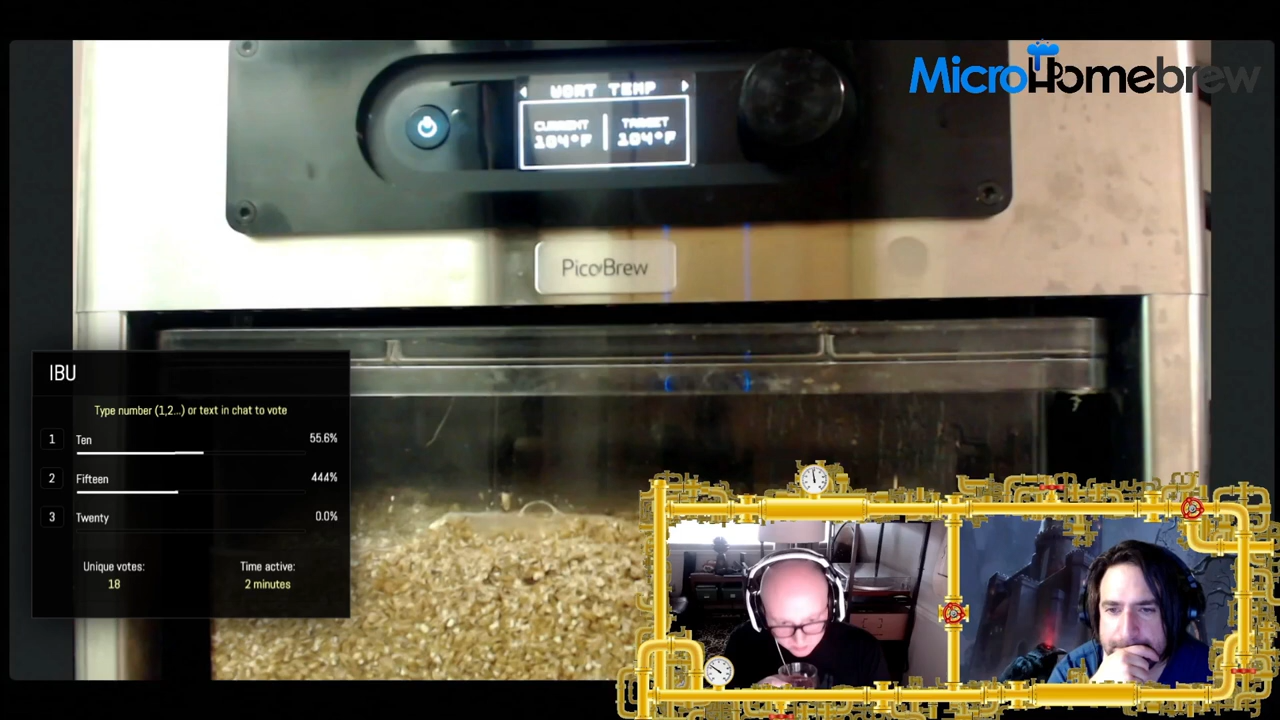 MicroHomebrew
WORT TEMP
CURRENT TARGET
104°F 104°F
PicoBrew
IBU
Type number (1,2...) or text in chat to vote
1 Ten 55.6%
2 Fifteen 444%
3 Twenty 0.0%
Unique votes: Time active:
18 2 minutes